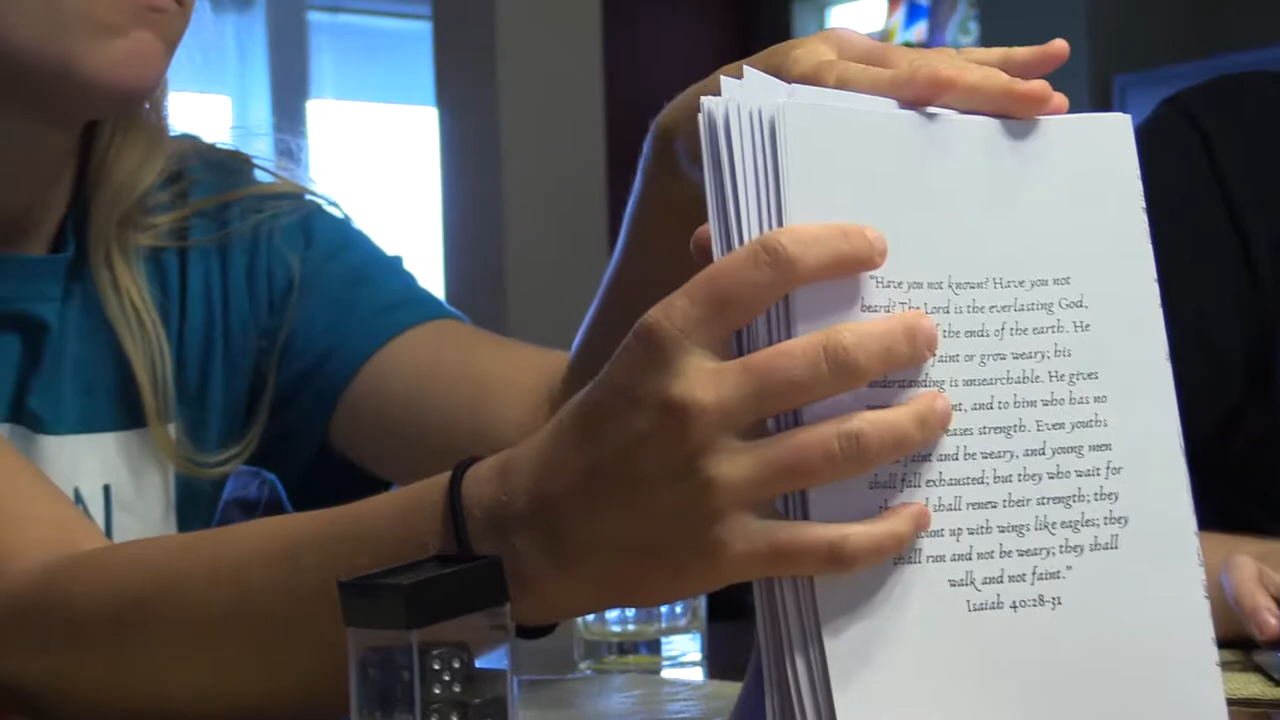 "Have you not known? Have you not
heard? The Lord is the everlasting God,
the ends of the earth. He
faint or grow weary; his
understanding is unsearchable. He gives
and to him who has no
strength. Even youths
faint and be weary, and young men
shall fall exhausted; but they who wait for
shall renew their strength; they
mount up with wings like eagles; they
shall run and not be weary; they shall
walk and not faint."
Isaiah 40:28-31